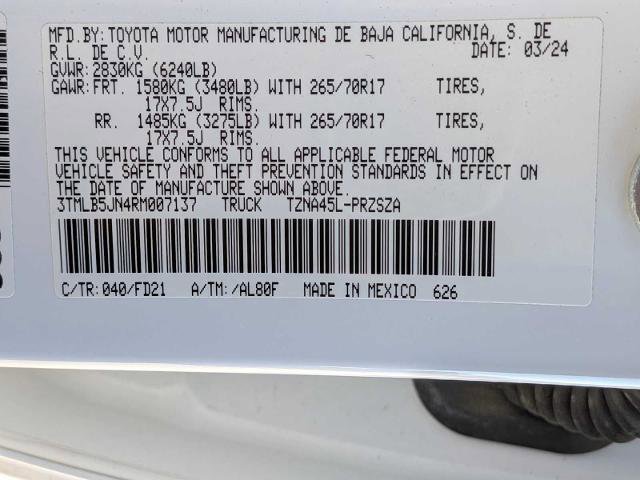 MFD.BY: TOYOTA MOTOR MANUFACTURING DE BAJA CALIFORNIA, S. DE
R.L. DE C.V. DATE: 03/24
GVWR: 2830KG (6240LB)
GAWR: FRT. 1580KG (3480LB) WITH 265/70R17 TIRES,
17X7.5J RIMS.
RR. 1485KG (3275LB) WITH 265/70R17 TIRES,
17X7.5J RIMS.
THIS VEHICLE CONFORMS TO ALL APPLICABLE FEDERAL MOTOR
VEHICLE SAFETY AND THEFT PREVENTION STANDARDS IN EFFECT
ON THE DATE OF MANUFACTURE SHOWN ABOVE.
3TMLB5JN4RM007137 TRUCK TZNA45L-PRZSZA
C/TR: 040/FD21 A/TM: /AL80F MADE IN MEXICO 626